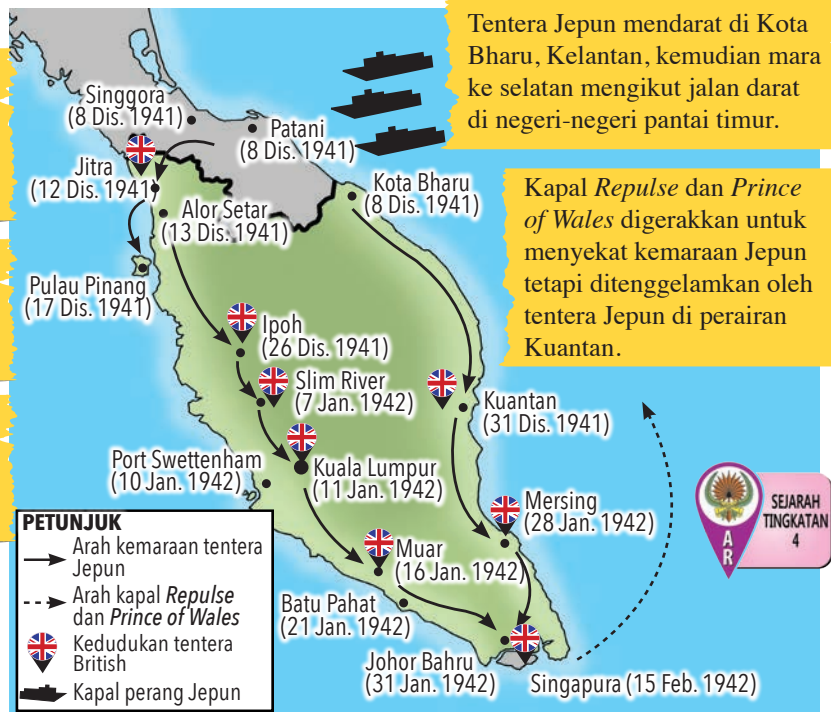 Tentera Jepun mendarat di Kota
Bharu, Kelantan, kemudian mara
ke selatan mengikut jalan darat
di negeri-negeri pantai timur.
Kapal Repulse dan Prince
of Wales digerakkan untuk
menyekat kemaraan Jepun
tetapi ditenggelamkan oleh
tentera Jepun di perairan
Kuantan.
Singgora
(8 Dis. 1941)
Patani
(8 Dis. 1941)
Jitra
(12 Dis. 1941)
Alor Setar
(13 Dis. 1941)
Kota Bharu
(8 Dis. 1941)
Pulau Pinang
(17 Dis. 1941)
Ipoh
(26 Dis. 1941)
Slim River
(7 Jan. 1942)
Kuantan
(31 Dis. 1941)
Port Swettenham
(10 Jan. 1942)
Kuala Lumpur
(11 Jan. 1942)
Mersing
(28 Jan. 1942)
Muar
(16 Jan. 1942)
Batu Pahat
(21 Jan. 1942)
Johor Bahru
(31 Jan. 1942)
Singapura (15 Feb. 1942)
PETUNJUK
Arah kemaraan tentera
Jepun
Arah kapal Repulse
dan Prince of Wales
Kedudukan tentera
British
Kapal perang Jepun
AR
SEJARAH
TINGKATAN
4